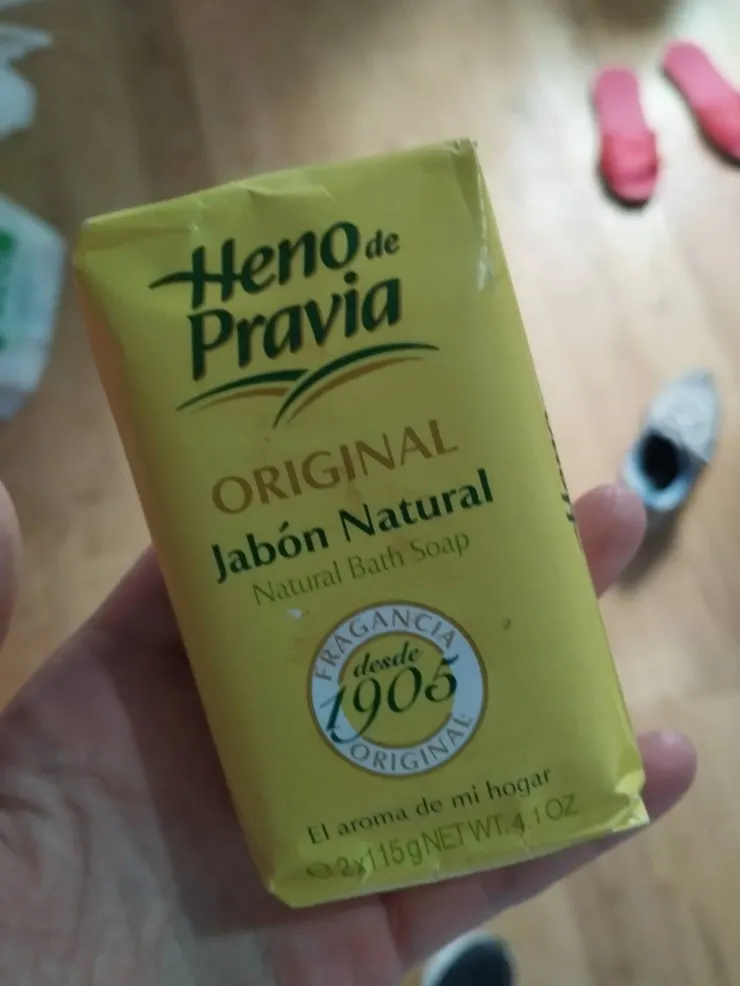 Heno de
Pravia
ORIGINAL
Jabón Natural
Natural Bath Soap
FRAGANCIA
desde
1905
ORIGINAL
El aroma de mi hogar
℮ 2x115g NET WT. 4.1 OZ